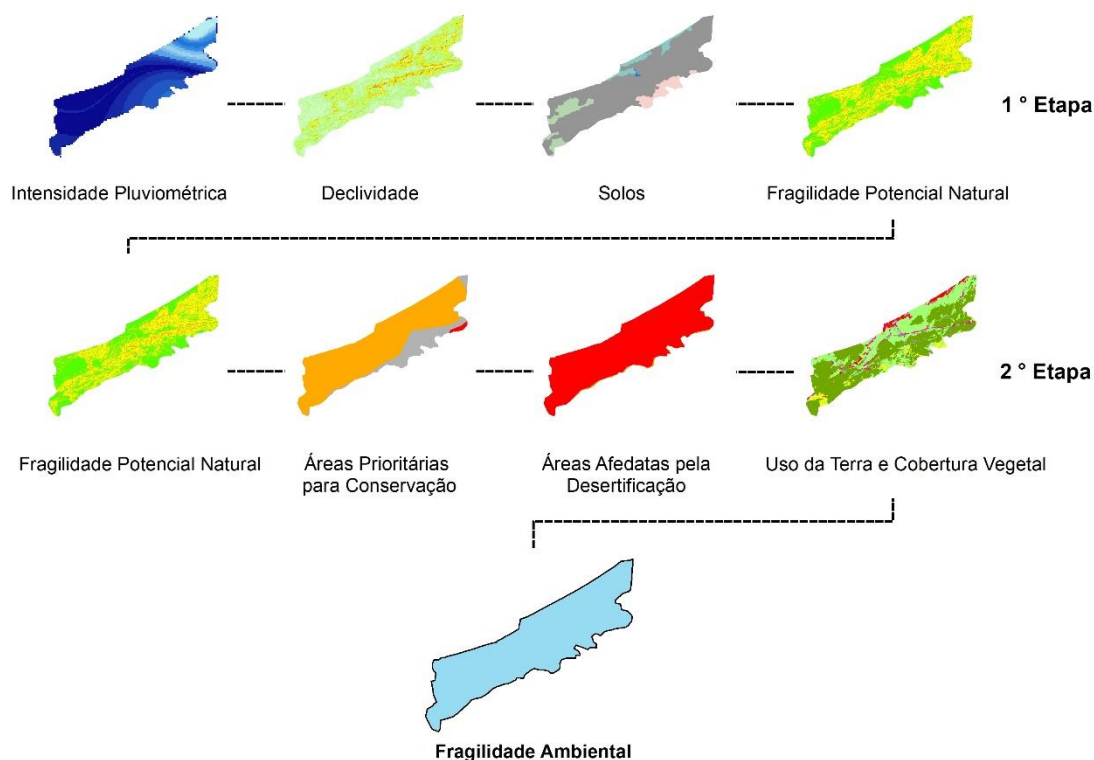 1 ° Etapa
Intensidade Pluviométrica
Declividade
Solos
Fragilidade Potencial Natural
2 ° Etapa
Fragilidade Potencial Natural
Áreas Prioritárias
para Conservação
Áreas Afedatas pela
Desertificação
Uso da Terra e Cobertura Vegetal
Fragilidade Ambiental